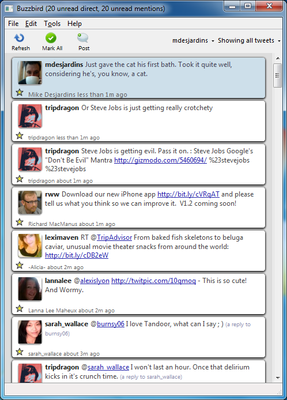 Buzzbird (20 unread direct, 20 unread mentions)
File Edit Tools Help
Refresh Mark All Post mdesjardins Showing all tweets
mdesjardins Just gave the cat his first bath. Took it quite well,
considering he's, you know, a cat.
Mike Desjardins less than 1m ago
tripdragon Or Steve Jobs is just getting really crotchety
tripdragon less than 1m ago
tripdragon Steve Jobs is getting evil. Pass it on. : Steve Jobs Google's
"Don't Be Evil" Mantra http://gizmodo.com/5460694/ %23stevejobs
%23stevejobs
tripdragon about 1m ago
rww Download our new iPhone app http://bit.ly/cVRgAT and please
tell us what you think so we can improve it. V1.2 coming soon!
Richard MacManus about 1m ago
leximaven RT @TripAdvisor From baked fish skeletons to beluga
caviar, unusual movie theater snacks from around the world:
http://bit.ly/cDB2eW
-Alicia- about 2m ago
lannalee @alexislyon http://twitpic.com/10qmoq - This is so cute!
And Wormy.
Lanna Lee Maheux about 2m ago
sarah_wallace @burnsy06 I love Tandoor, what can I say ; ) (a reply to
burnsy06)
sarah_wallace about 3m ago
tripdragon @sarah_wallace I won't last an hour. Once that delirium
kicks in it's crunch time. (a reply to sarah_wallace)